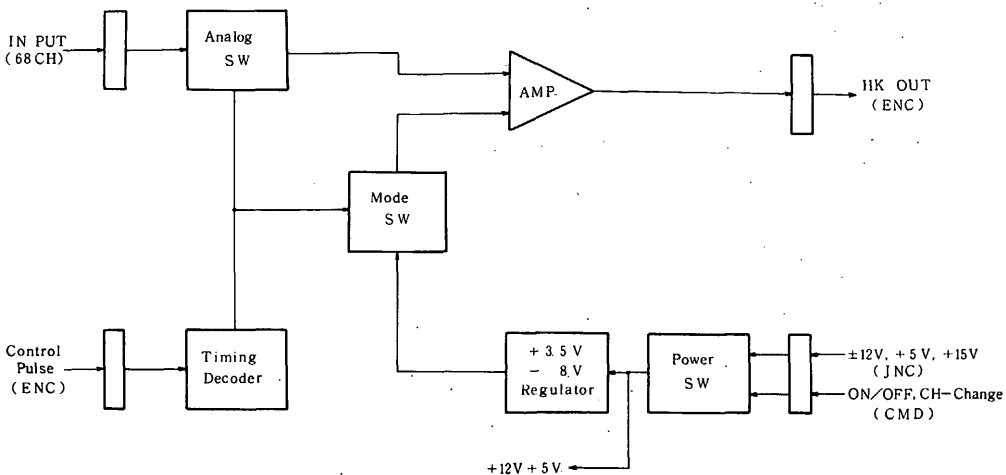 IN PUT
(68CH)
Analog
SW
AMP.
HK OUT
(ENC)
Mode
SW
Control
Pulse
(ENC)
Timing
Decoder
+ 3.5 V
- 8.V
Regulator
Power
SW
±12V, +5V, +15V
(JNC)
ON/OFF, CH-Change
(CMD)
+12V +5V.